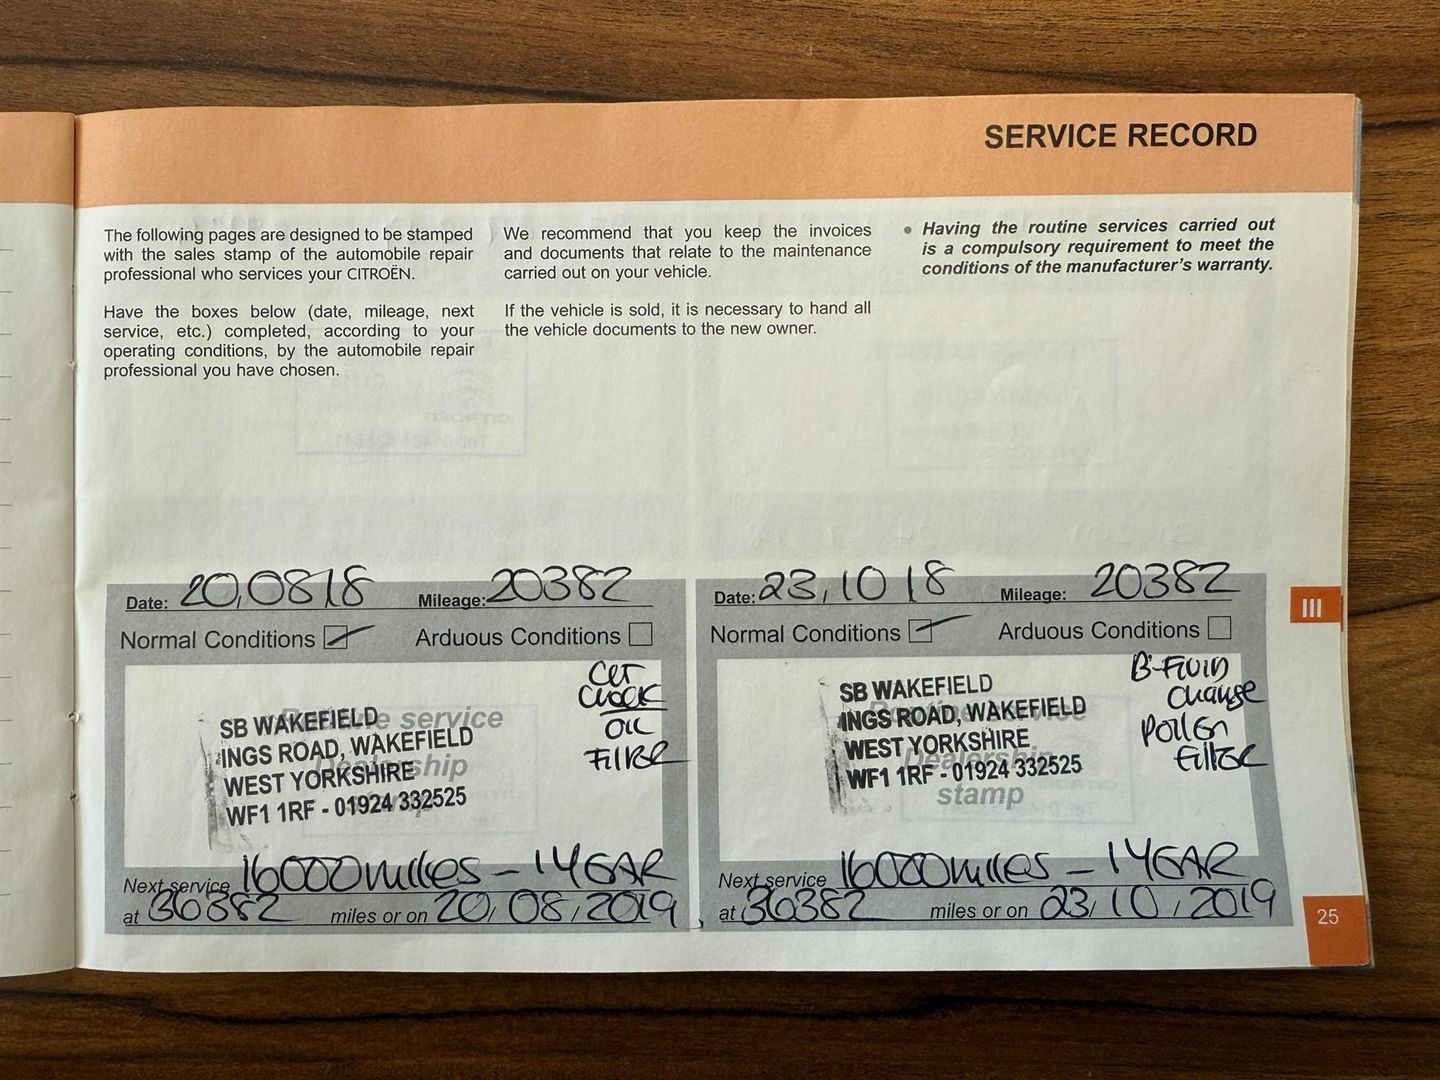 SERVICE RECORD
The following pages are designed to be stamped
with the sales stamp of the automobile repair
professional who services your CITROËN.
Have the boxes below (date, mileage, next
service, etc.) completed, according to your
operating conditions, by the automobile repair
professional you have chosen.
We recommend that you keep the invoices
and documents that relate to the maintenance
carried out on your vehicle.
If the vehicle is sold, it is necessary to hand all
the vehicle documents to the new owner.
• Having the routine services carried out
is a compulsory requirement to meet the
conditions of the manufacturer's warranty.
Date: 20,08,18 Mileage: 20382
Normal Conditions Arduous Conditions
Routine service
Dealership
stamp
SB WAKEFIELD
INGS ROAD, WAKEFIELD
WEST YORKSHIRE
WF1 1RF - 01924 332525
OIL
FILTER
Next service 16000 miles - 1 YEAR
at 36382 miles or on 20/08/2019
Date: 23,10 18 Mileage: 20382
Normal Conditions Arduous Conditions
Routine service
Dealership
stamp
SB WAKEFIELD
INGS ROAD, WAKEFIELD
WEST YORKSHIRE
WF1 1RF - 01924 332525
B-FLUID
Change
Pollen
Filter
Next service 16000 miles - 1 YEAR
at 36382 miles or on 23/10/2019
III
25